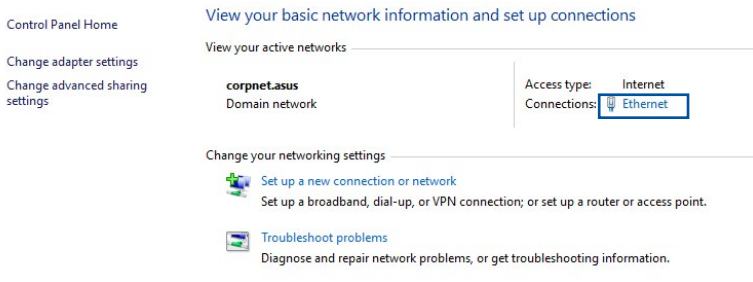 Control Panel Home
Change adapter settings
Change advanced sharing
settings
View your basic network information and set up connections
View your active networks
corpnet.asus
Domain network
Access type: Internet
Connections: Ethernet
Change your networking settings
Set up a new connection or network
Set up a broadband, dial-up, or VPN connection; or set up a router or access point.
Troubleshoot problems
Diagnose and repair network problems, or get troubleshooting information.